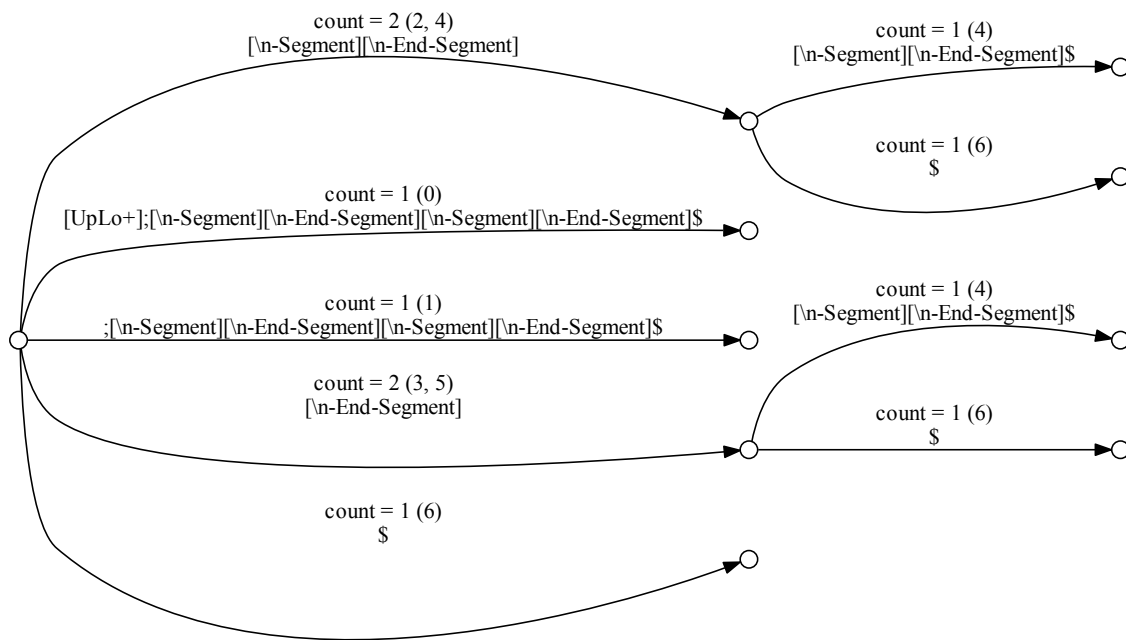 count = 2 (2, 4)
[\n-Segment][\n-End-Segment]
count = 1 (4)
[\n-Segment][\n-End-Segment]$
count = 1 (6)
$
count = 1 (0)
[UpLo+];[\n-Segment][\n-End-Segment][\n-Segment][\n-End-Segment]$
count = 1 (1)
;[\n-Segment][\n-End-Segment][\n-Segment][\n-End-Segment]$
count = 2 (3, 5)
[\n-End-Segment]
count = 1 (4)
[\n-Segment][\n-End-Segment]$
count = 1 (6)
$
count = 1 (6)
$